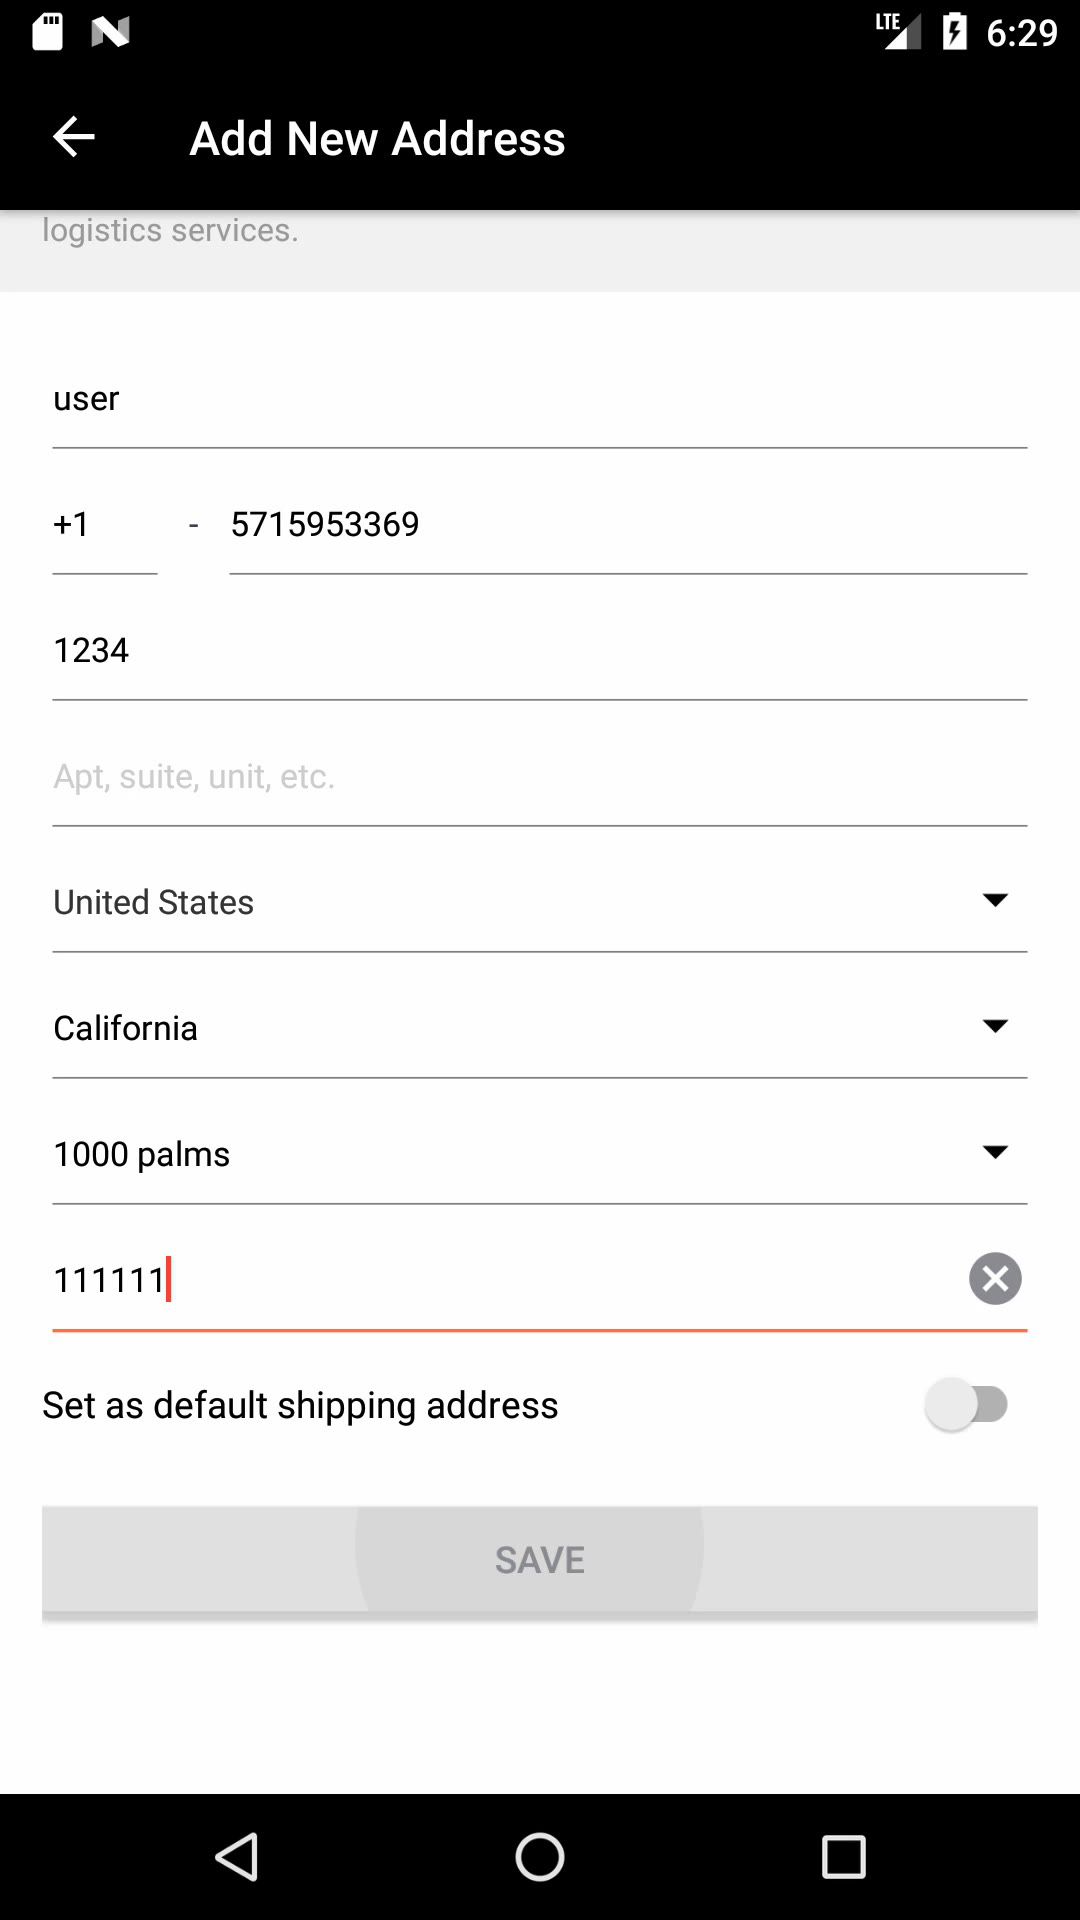 LTE 6:29
Add New Address
logistics services.
user
+1 - 5715953369
1234
Apt, suite, unit, etc.
United States
California
1000 palms
111111
Set as default shipping address
SAVE